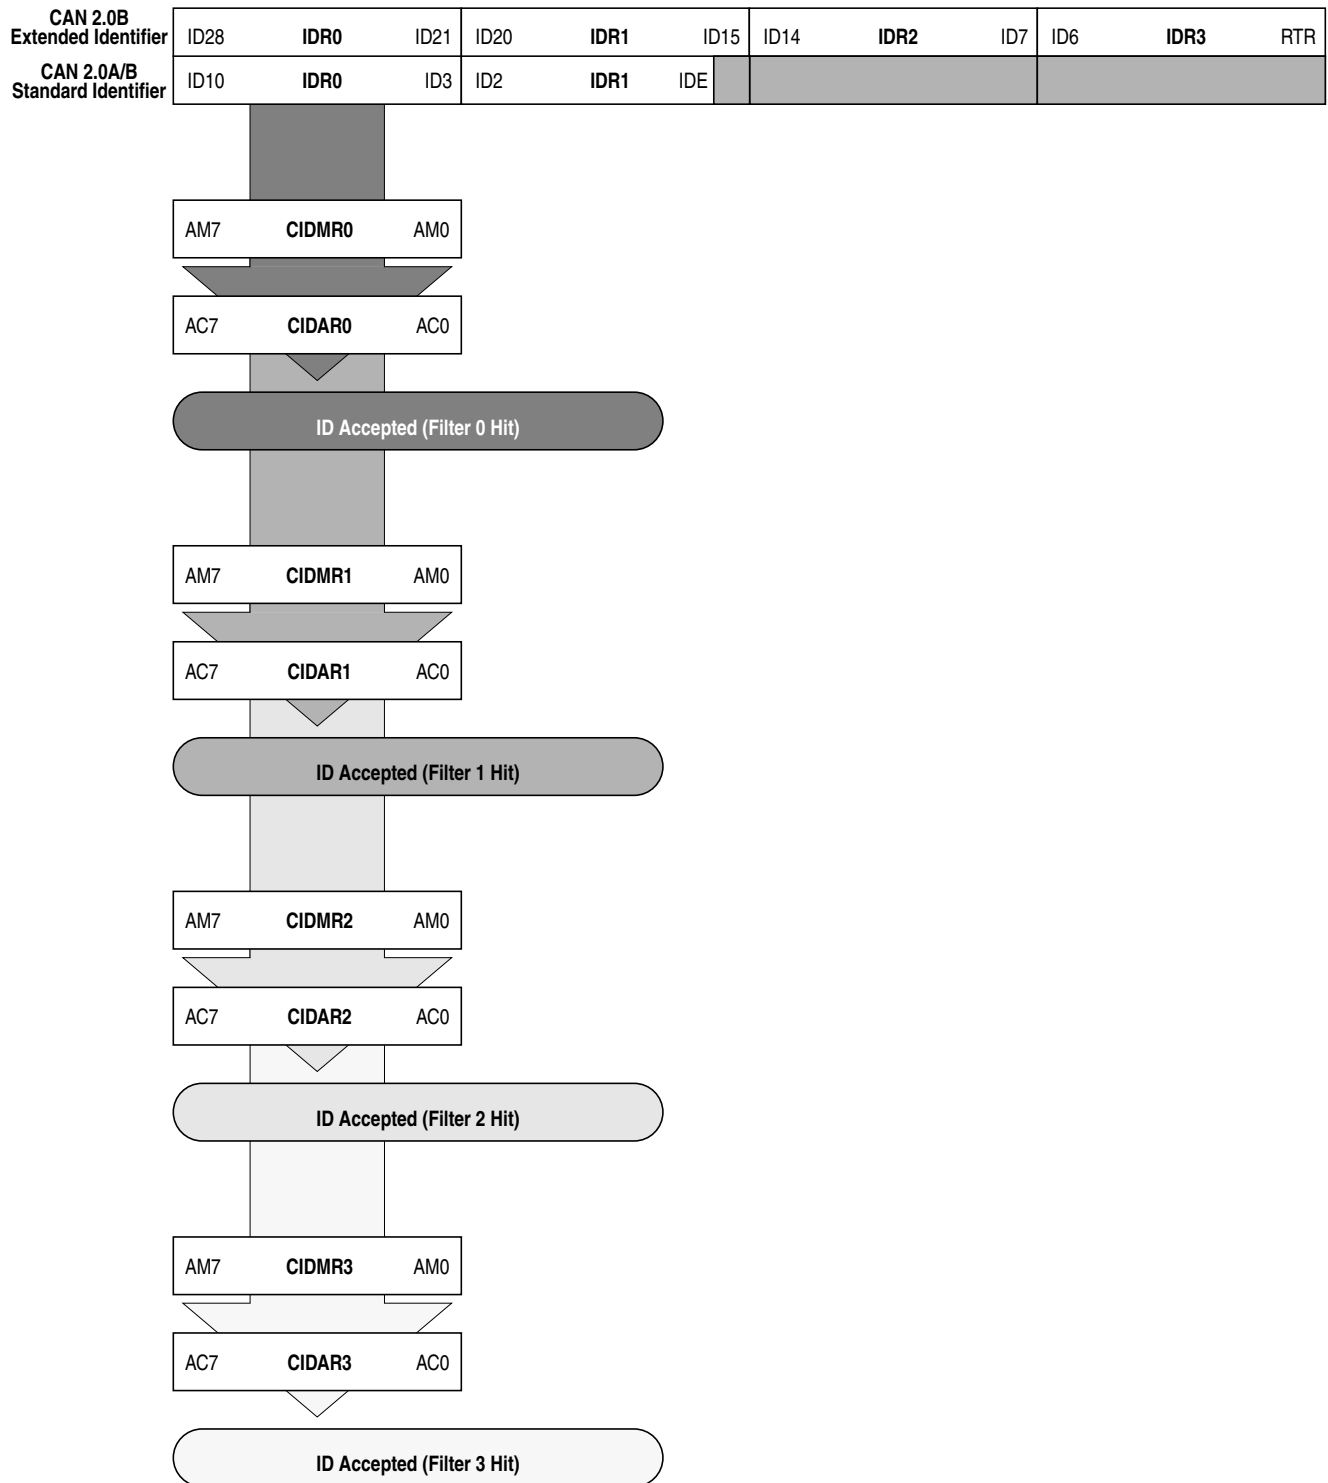 CAN 2.0B
Extended Identifier ID28 IDR0 ID21 ID20 IDR1 ID15 ID14 IDR2 ID7 ID6 IDR3 RTR
CAN 2.0A/B
Standard Identifier ID10 IDR0 ID3 ID2 IDR1 IDE
AM7 CIDMR0 AM0
AC7 CIDAR0 AC0
ID Accepted (Filter 0 Hit)
AM7 CIDMR1 AM0
AC7 CIDAR1 AC0
ID Accepted (Filter 1 Hit)
AM7 CIDMR2 AM0
AC7 CIDAR2 AC0
ID Accepted (Filter 2 Hit)
AM7 CIDMR3 AM0
AC7 CIDAR3 AC0
ID Accepted (Filter 3 Hit)